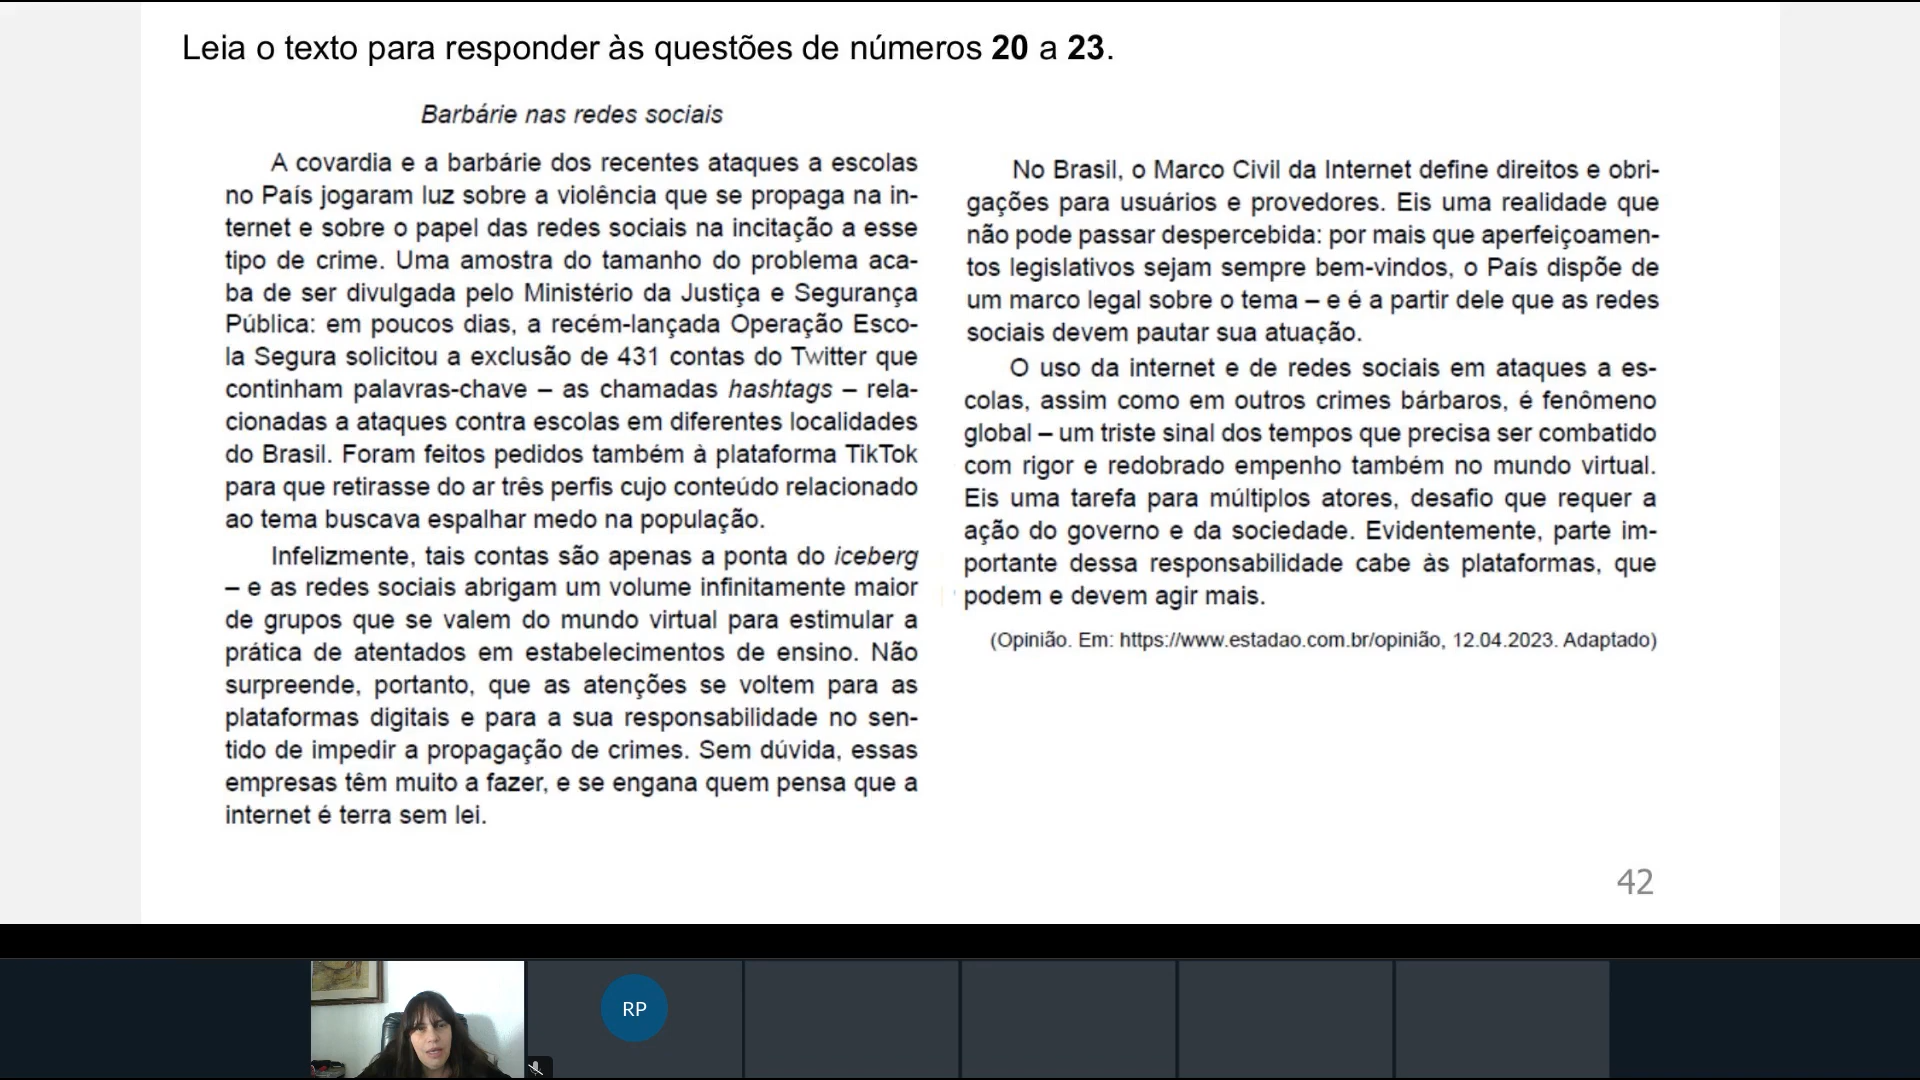 Leia o texto para responder às questões de números 20 a 23.
Barbárie nas redes sociais
A covardia e a barbárie dos recentes ataques a escolas
no País jogaram luz sobre a violência que se propaga na in-
ternet e sobre o papel das redes sociais na incitação a esse
tipo de crime. Uma amostra do tamanho do problema aca-
ba de ser divulgada pelo Ministério da Justiça e Segurança
Pública: em poucos dias, a recém-lançada Operação Esco-
la Segura solicitou a exclusão de 431 contas do Twitter que
continham palavras-chave – as chamadas hashtags – rela-
cionadas a ataques contra escolas em diferentes localidades
do Brasil. Foram feitos pedidos também à plataforma TikTok
para que retirasse do ar três perfis cujo conteúdo relacionado
ao tema buscava espalhar medo na população.
Infelizmente, tais contas são apenas a ponta do iceberg
– e as redes sociais abrigam um volume infinitamente maior
de grupos que se valem do mundo virtual para estimular a
prática de atentados em estabelecimentos de ensino. Não
surpreende, portanto, que as atenções se voltem para as
plataformas digitais e para a sua responsabilidade no sen-
tido de impedir a propagação de crimes. Sem dúvida, essas
empresas têm muito a fazer, e se engana quem pensa que a
internet é terra sem lei.
No Brasil, o Marco Civil da Internet define direitos e obri-
gações para usuários e provedores. Eis uma realidade que
não pode passar despercebida: por mais que aperfeiçoamen-
tos legislativos sejam sempre bem-vindos, o País dispõe de
um marco legal sobre o tema – e é a partir dele que as redes
sociais devem pautar sua atuação.
O uso da internet e de redes sociais em ataques a es-
colas, assim como em outros crimes bárbaros, é fenômeno
global – um triste sinal dos tempos que precisa ser combatido
com rigor e redobrado empenho também no mundo virtual.
Eis uma tarefa para múltiplos atores, desafio que requer a
ação do governo e da sociedade. Evidentemente, parte im-
portante dessa responsabilidade cabe às plataformas, que
podem e devem agir mais.
(Opinião. Em: https://www.estadao.com.br/opinião, 12.04.2023. Adaptado)
42
RP